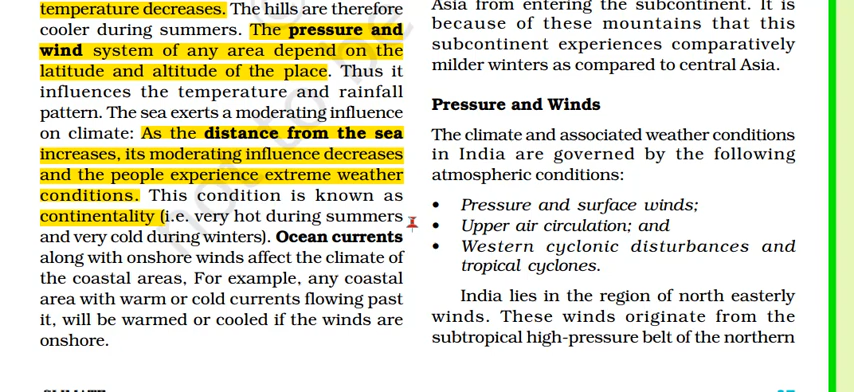 temperature decreases. The hills are therefore
cooler during summers. The pressure and
wind system of any area depend on the
latitude and altitude of the place. Thus it
influences the temperature and rainfall
pattern. The sea exerts a moderating influence
on climate: As the distance from the sea
increases, its moderating influence decreases
and the people experience extreme weather
conditions. This condition is known as
continentality (i.e. very hot during summers
and very cold during winters). Ocean currents
along with onshore winds affect the climate of
the coastal areas, For example, any coastal
area with warm or cold currents flowing past
it, will be warmed or cooled if the winds are
onshore.
Asia from entering the subcontinent. It is
because of these mountains that this
subcontinent experiences comparatively
milder winters as compared to central Asia.
Pressure and Winds
The climate and associated weather conditions
in India are governed by the following
atmospheric conditions:
• Pressure and surface winds;
• Upper air circulation; and
• Western cyclonic disturbances and
tropical cyclones.
India lies in the region of north easterly
winds. These winds originate from the
subtropical high-pressure belt of the northern